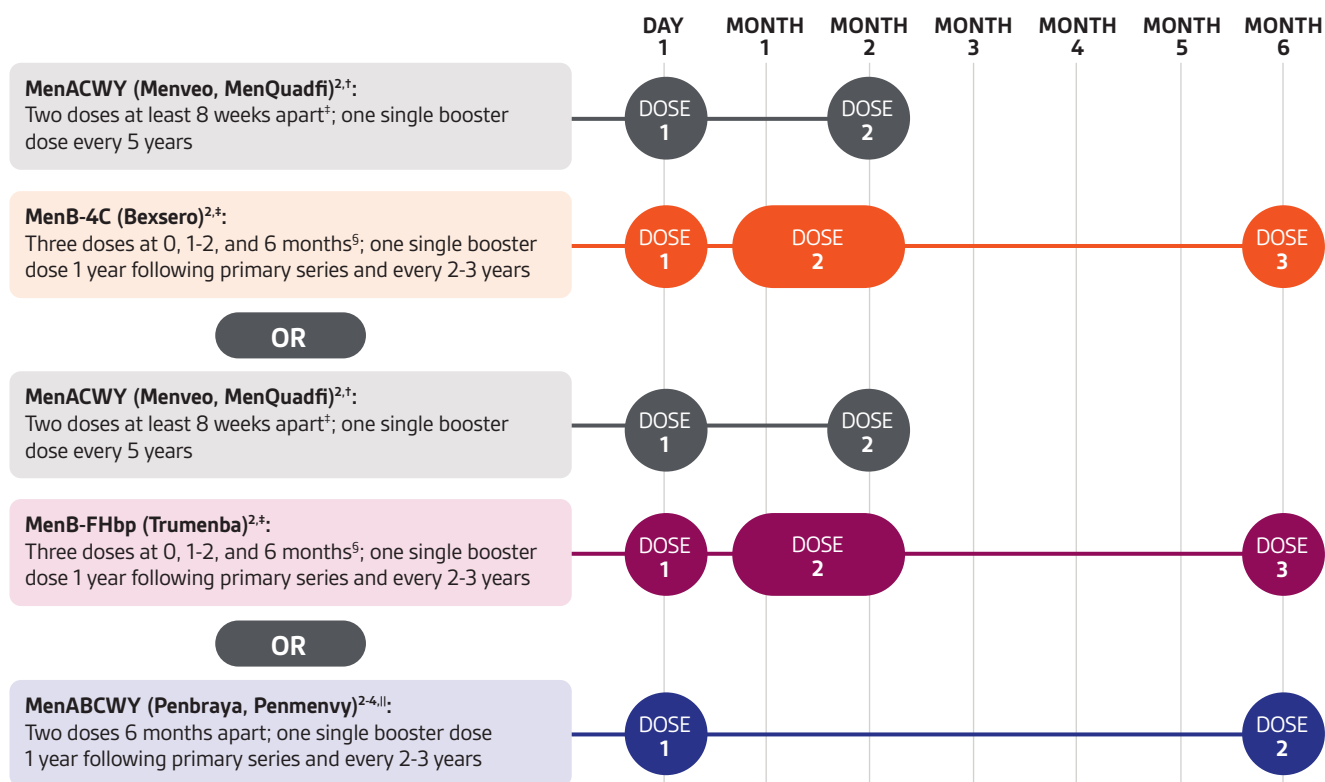 DAY MONTH MONTH MONTH MONTH MONTH MONTH
1 1 2 3 4 5 6
MenACWY (Menveo, MenQuadfi)2,†:
Two doses at least 8 weeks apart‡; one single booster
dose every 5 years
DOSE 1
DOSE 2
MenB-4C (Bexsero)2,‡:
Three doses at 0, 1-2, and 6 months§; one single booster
dose 1 year following primary series and every 2-3 years
DOSE 1
DOSE 2
DOSE 3
OR
MenACWY (Menveo, MenQuadfi)2,†:
Two doses at least 8 weeks apart‡; one single booster
dose every 5 years
DOSE 1
DOSE 2
MenB-FHbp (Trumenba)2,‡:
Three doses at 0, 1-2, and 6 months§; one single booster
dose 1 year following primary series and every 2-3 years
DOSE 1
DOSE 2
DOSE 3
OR
MenABCWY (Penbraya, Penmenvy)2-4,||:
Two doses 6 months apart; one single booster dose
1 year following primary series and every 2-3 years
DOSE 1
DOSE 2